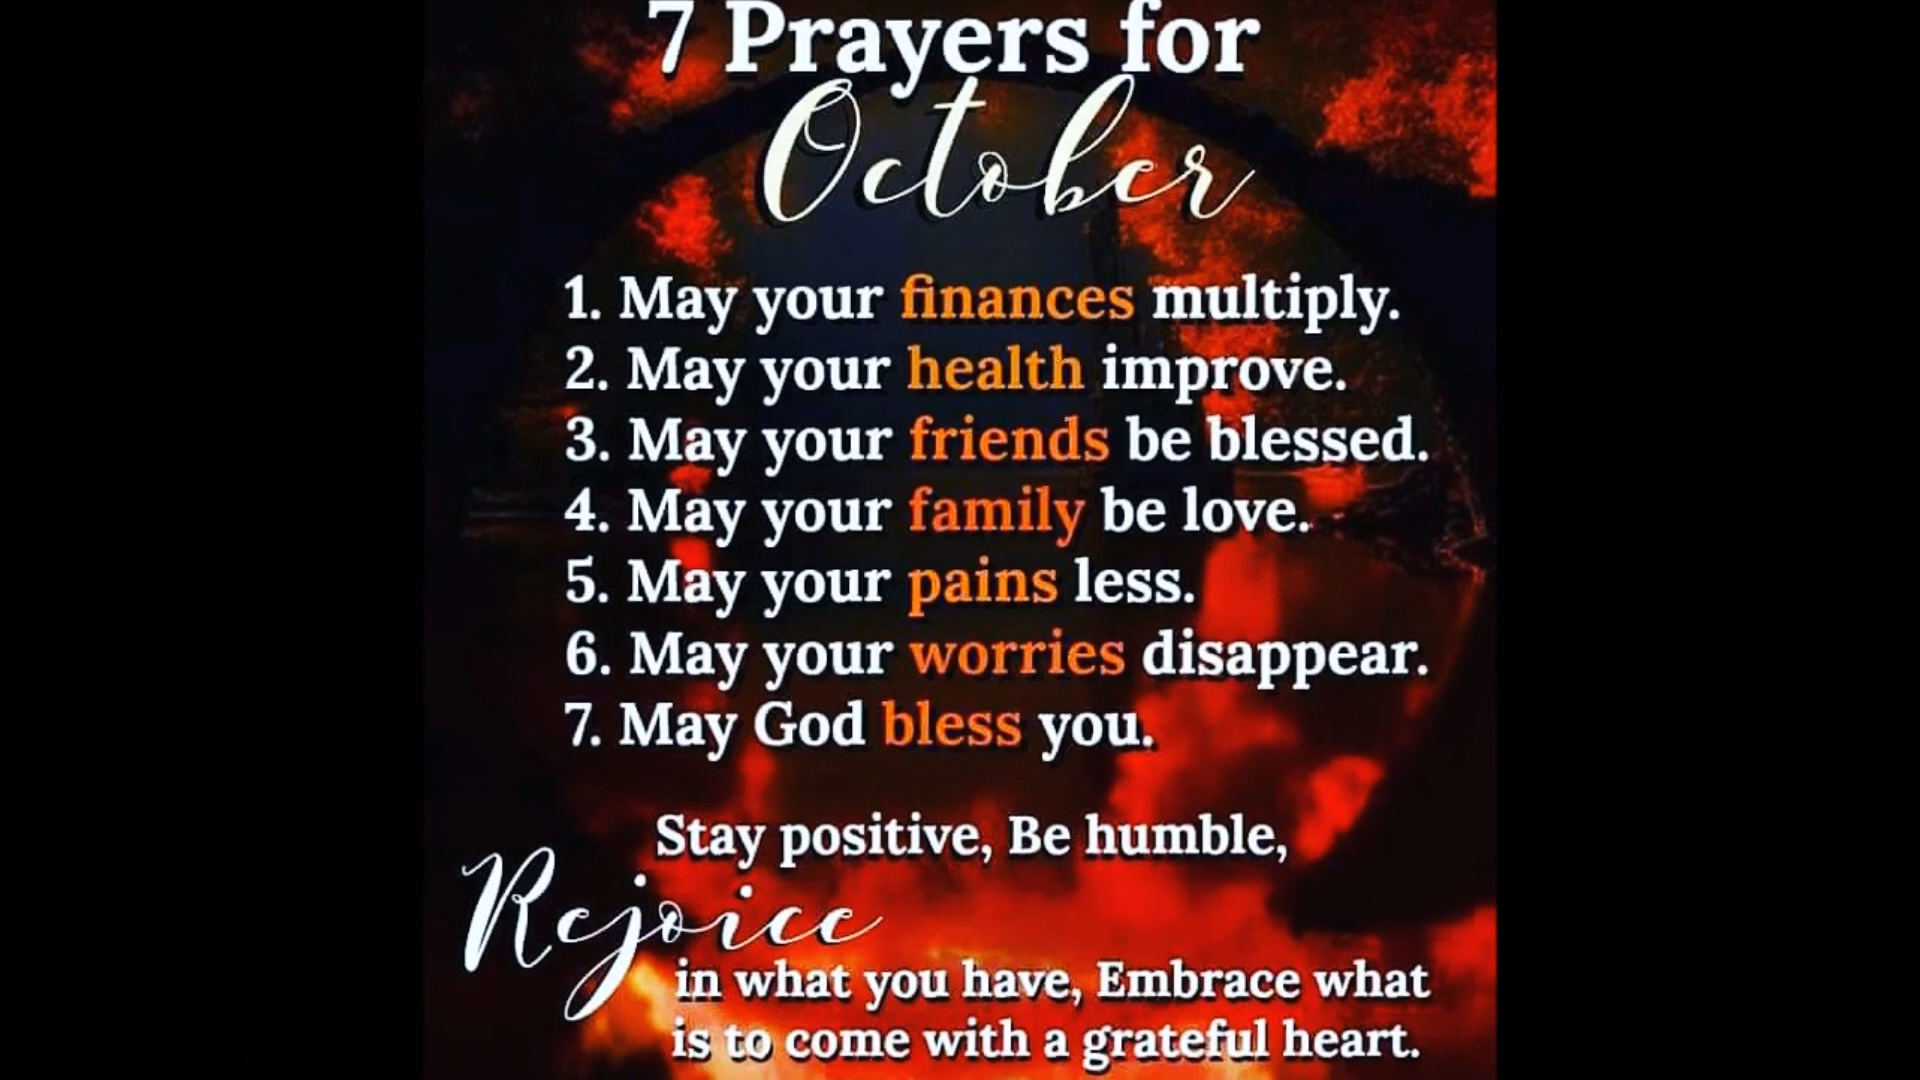 7 Prayers for
October
1. May your finances multiply.
2. May your health improve.
3. May your friends be blessed.
4. May your family be love.
5. May your pains less.
6. May your worries disappear.
7. May God bless you.
Stay positive, Be humble,
Rejoice
in what you have, Embrace what
is to come with a grateful heart.